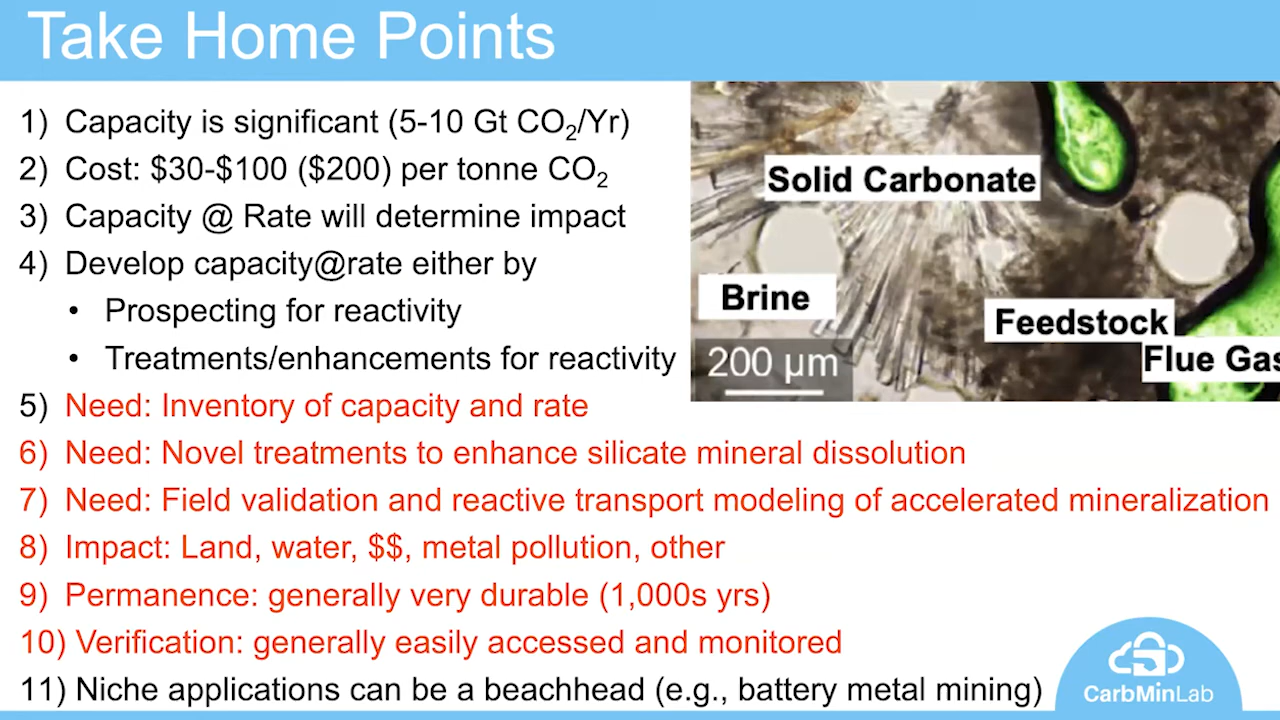 Take Home Points
1) Capacity is significant (5-10 Gt CO₂/Yr)
2) Cost: $30-$100 ($200) per tonne CO₂
3) Capacity @ Rate will determine impact
4) Develop capacity@rate either by
• Prospecting for reactivity
• Treatments/enhancements for reactivity
5) Need: Inventory of capacity and rate
6) Need: Novel treatments to enhance silicate mineral dissolution
7) Need: Field validation and reactive transport modeling of accelerated mineralization
8) Impact: Land, water, $$, metal pollution, other
9) Permanence: generally very durable (1,000s yrs)
10) Verification: generally easily accessed and monitored
11) Niche applications can be a beachhead (e.g., battery metal mining)
Solid Carbonate
Brine
Feedstock
Flue Gas
200 µm
CarbMinLab